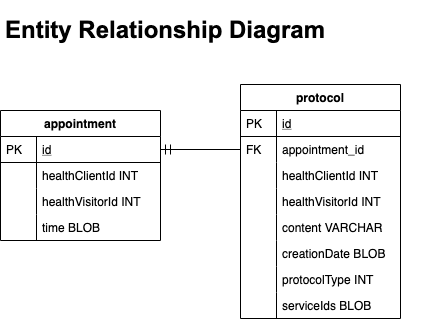 Entity Relationship Diagram
appointment
PK id
healthClientId INT
healthVisitorId INT
time BLOB
protocol
PK id
FK appointment_id
healthClientId INT
healthVisitorId INT
content VARCHAR
creationDate BLOB
protocolType INT
serviceIds BLOB